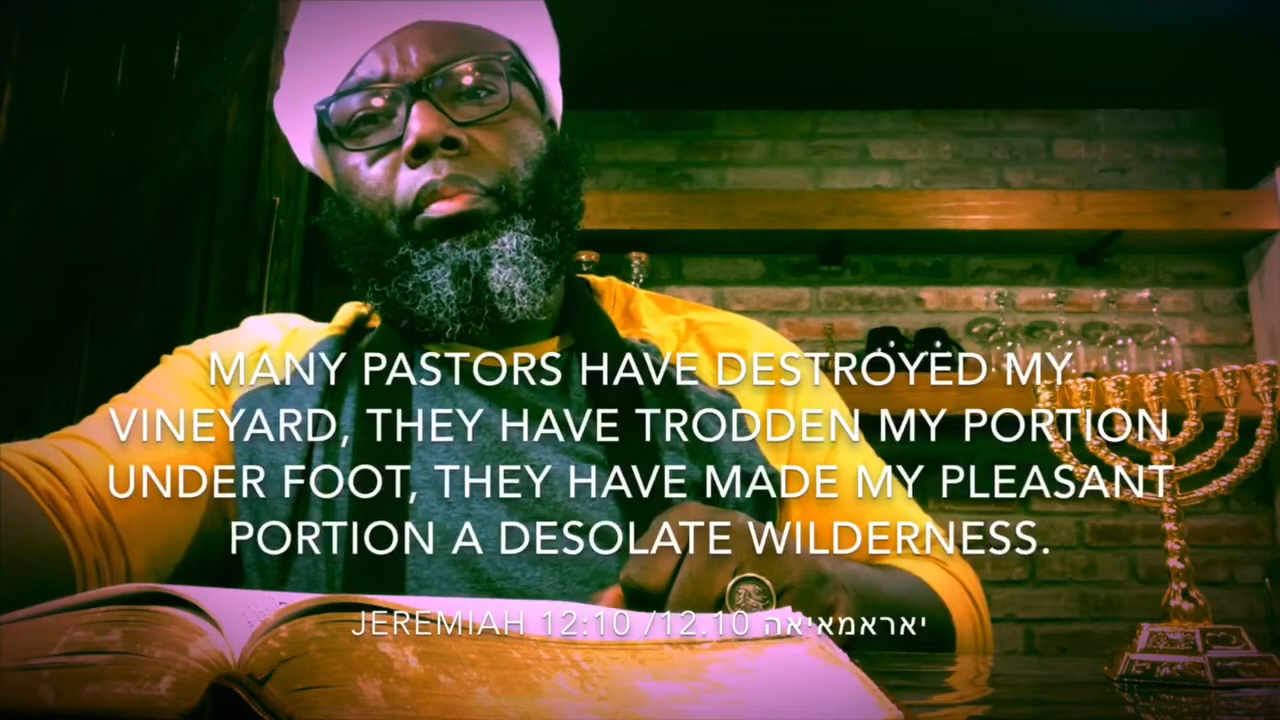 MANY PASTORS HAVE DESTROYED MY
VINEYARD, THEY HAVE TRODDEN MY PORTION
UNDER FOOT, THEY HAVE MADE MY PLEASANT
PORTION A DESOLATE WILDERNESS.
JEREMIAH 12:10 /12.10 יאראמאיאה